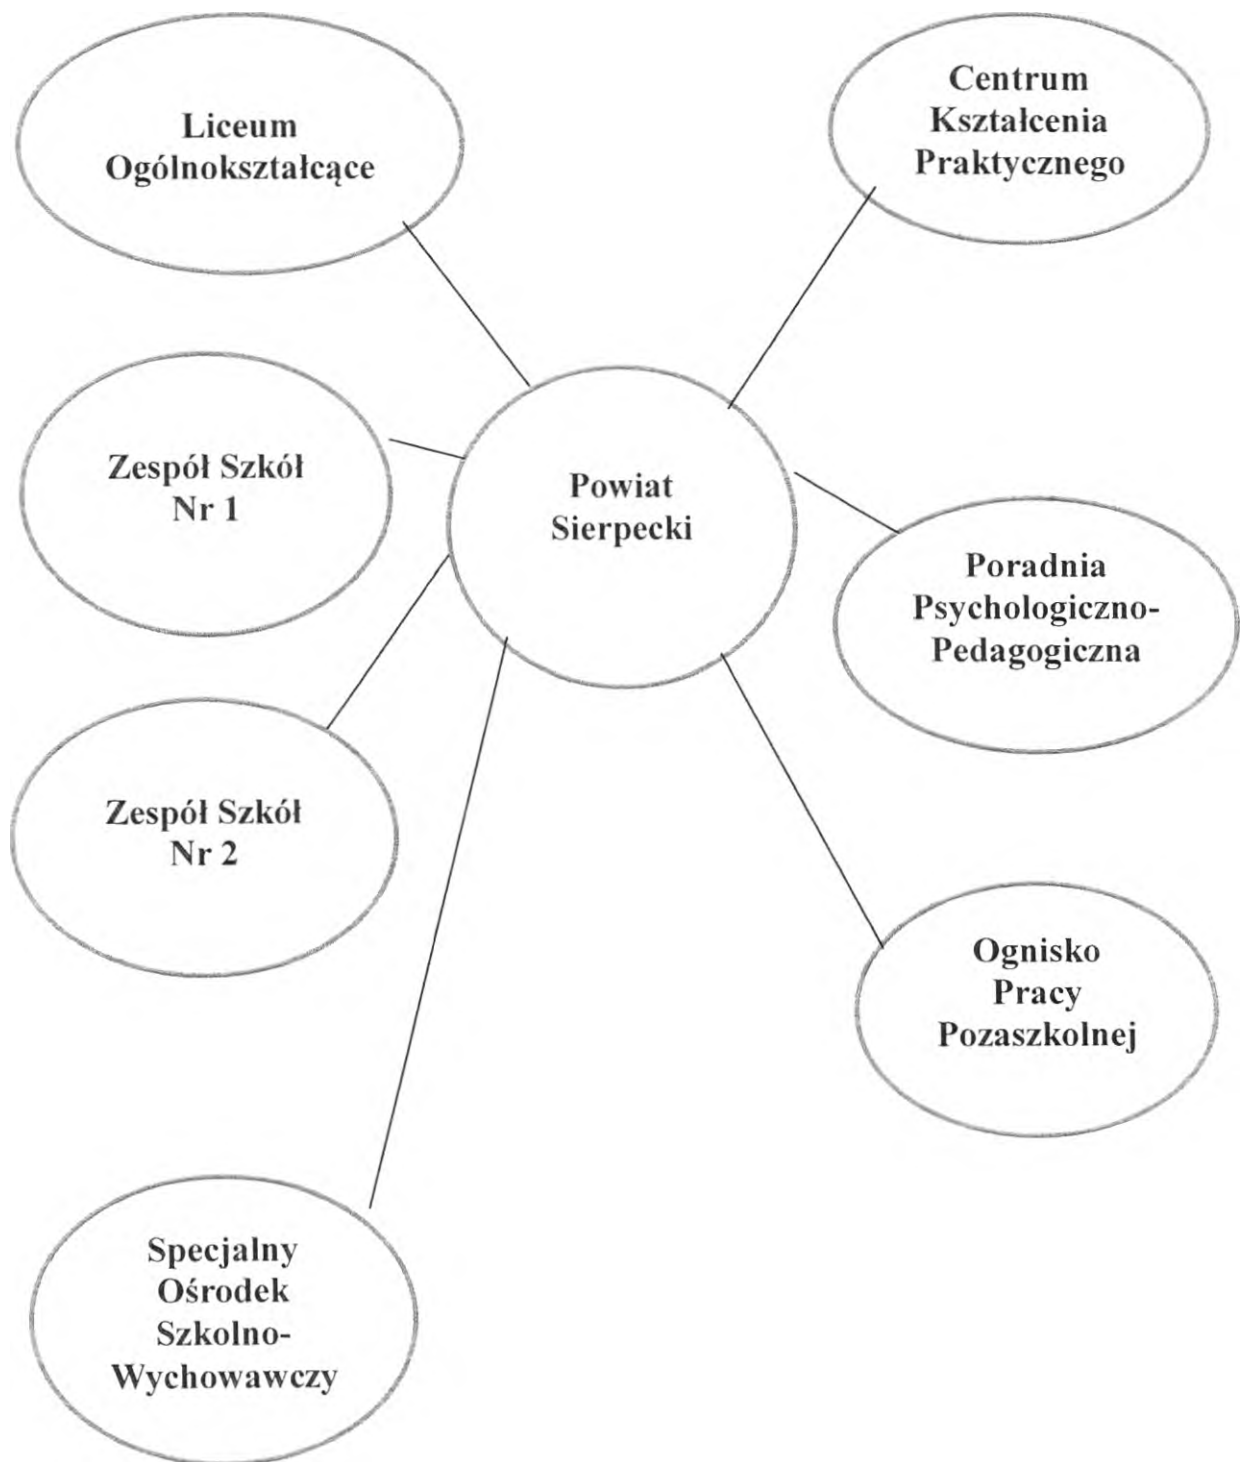 Liceum
Ogólnokształcące
Centrum
Kształcenia
Praktycznego
Zespół Szkół
Nr 1
Powiat
Sierpecki
Poradnia
Psychologiczno-
Pedagogiczna
Zespół Szkół
Nr 2
Ognisko
Pracy
Pozaszkolnej
Specjalny
Ośrodek
Szkolno-
Wychowawczy